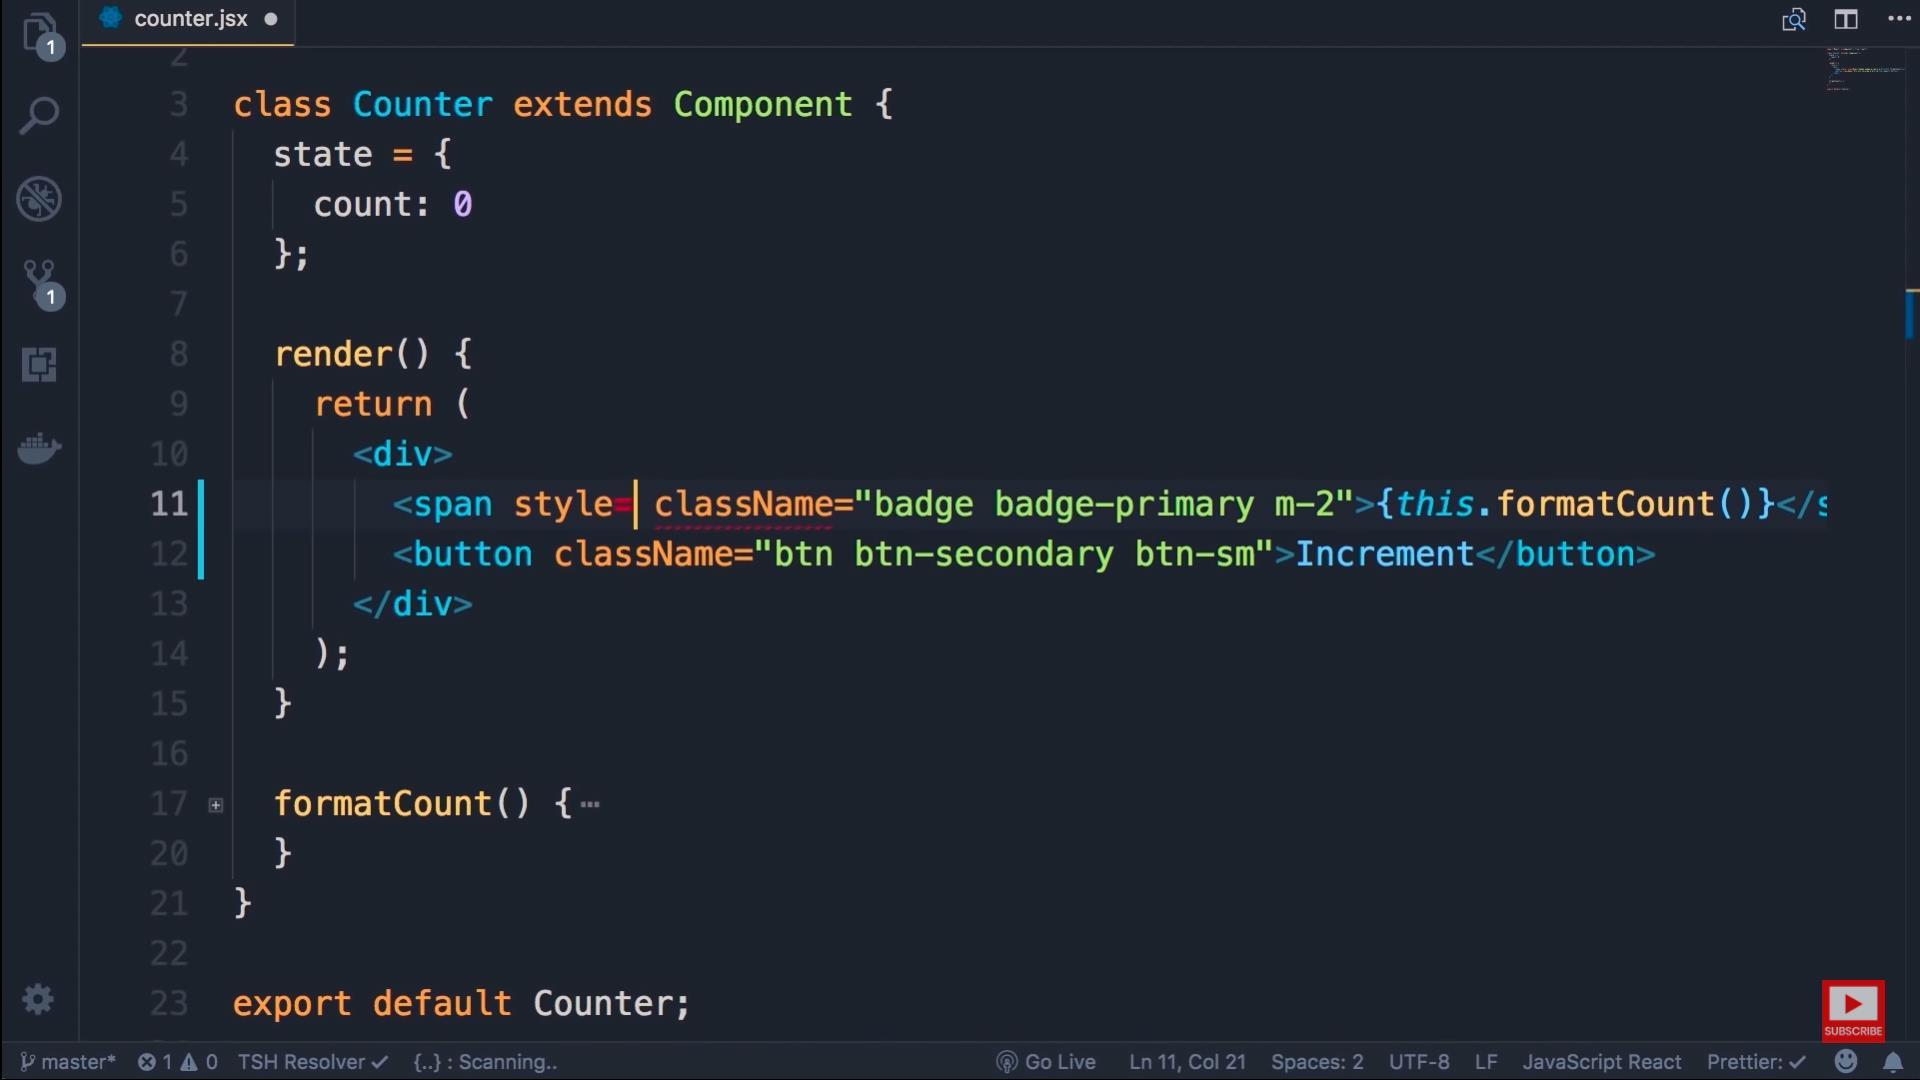 1
counter.jsx
2
3 class Counter extends Component {
4 state = {
5 count: 0
6 };
7
8 render() {
9 return (
10 <div>
11 <span style= className="badge badge-primary m-2">{this.formatCount()}</s
12 <button className="btn btn-secondary btn-sm">Increment</button>
13 </div>
14 );
15 }
16
17 formatCount() {…
20 }
21 }
22
23 export default Counter;
1
SUBSCRIBE
master* 1 0 TSH Resolver ✓ {..} : Scanning.. Go Live Ln 11, Col 21 Spaces: 2 UTF-8 LF JavaScript React Prettier: ✓